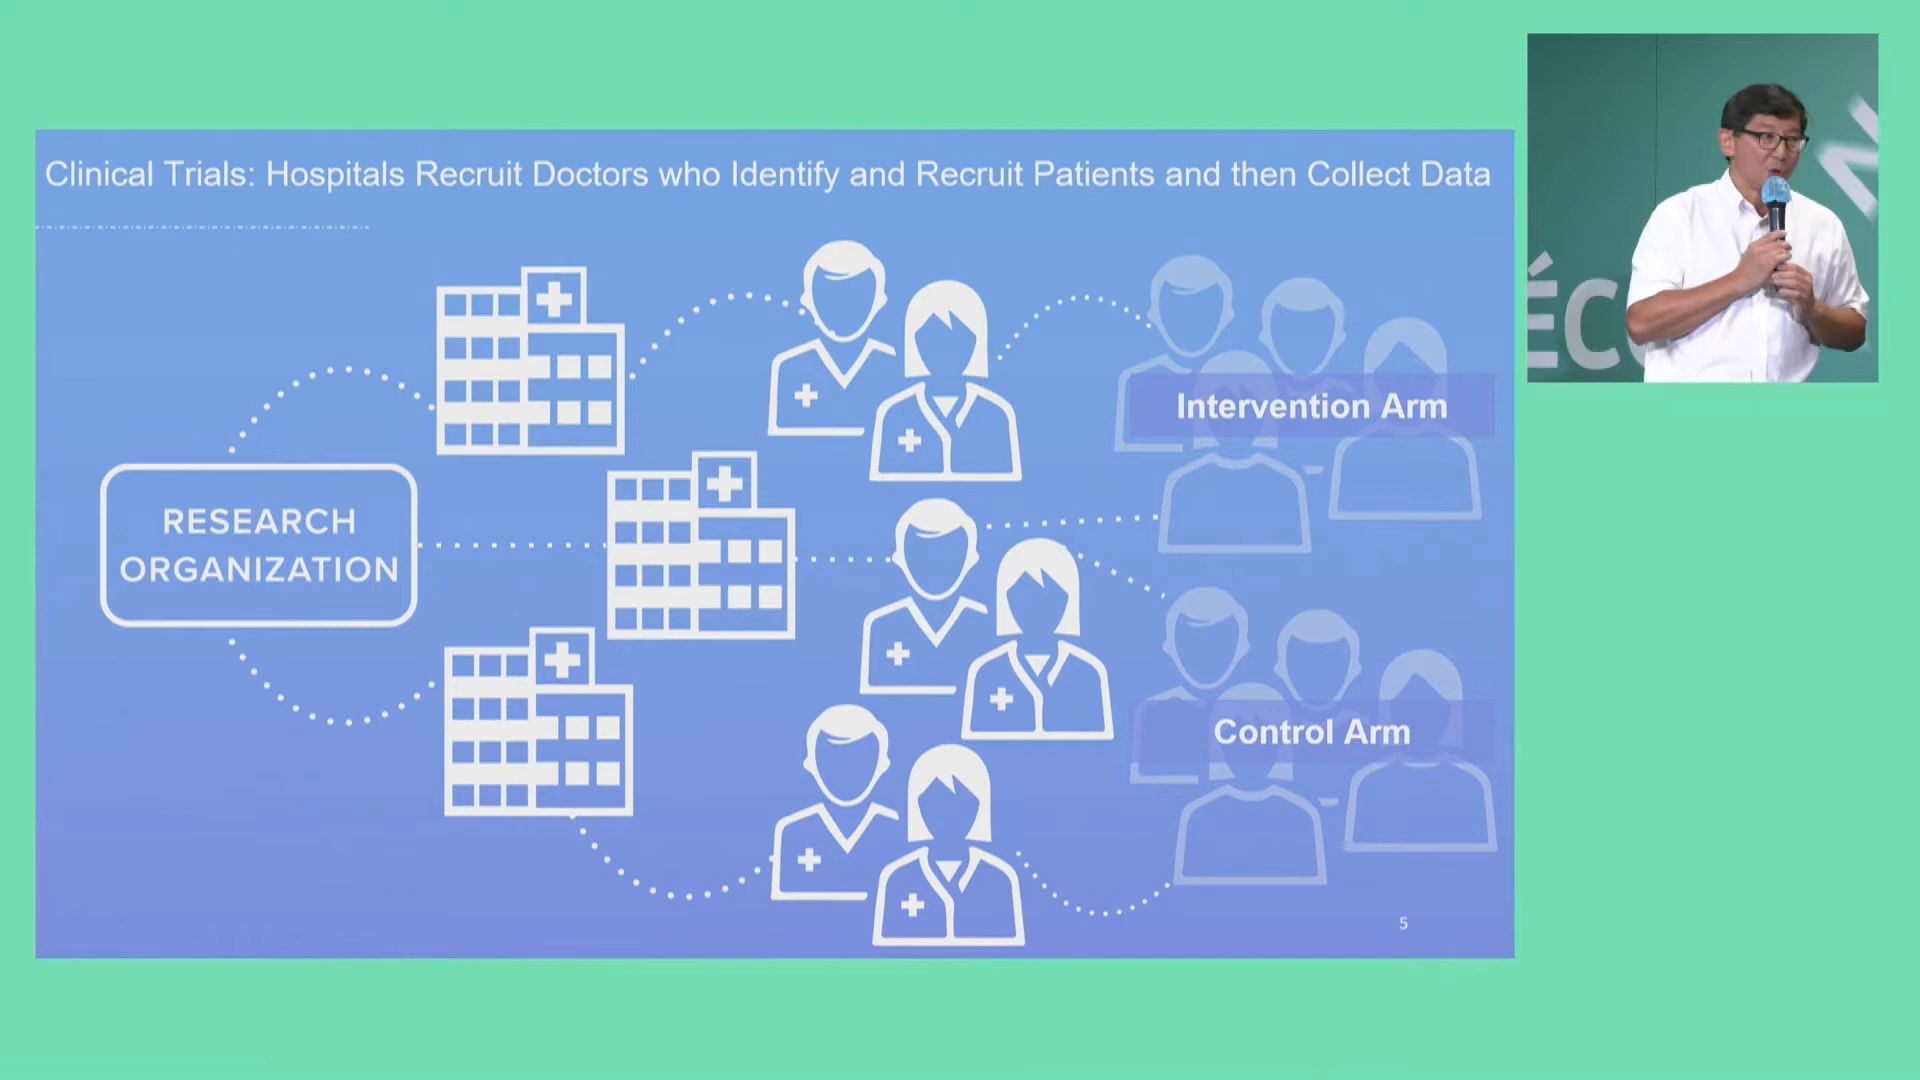 Clinical Trials: Hospitals Recruit Doctors who Identify and Recruit Patients and then Collect Data
Intervention Arm
RESEARCH
ORGANIZATION
Control Arm
5